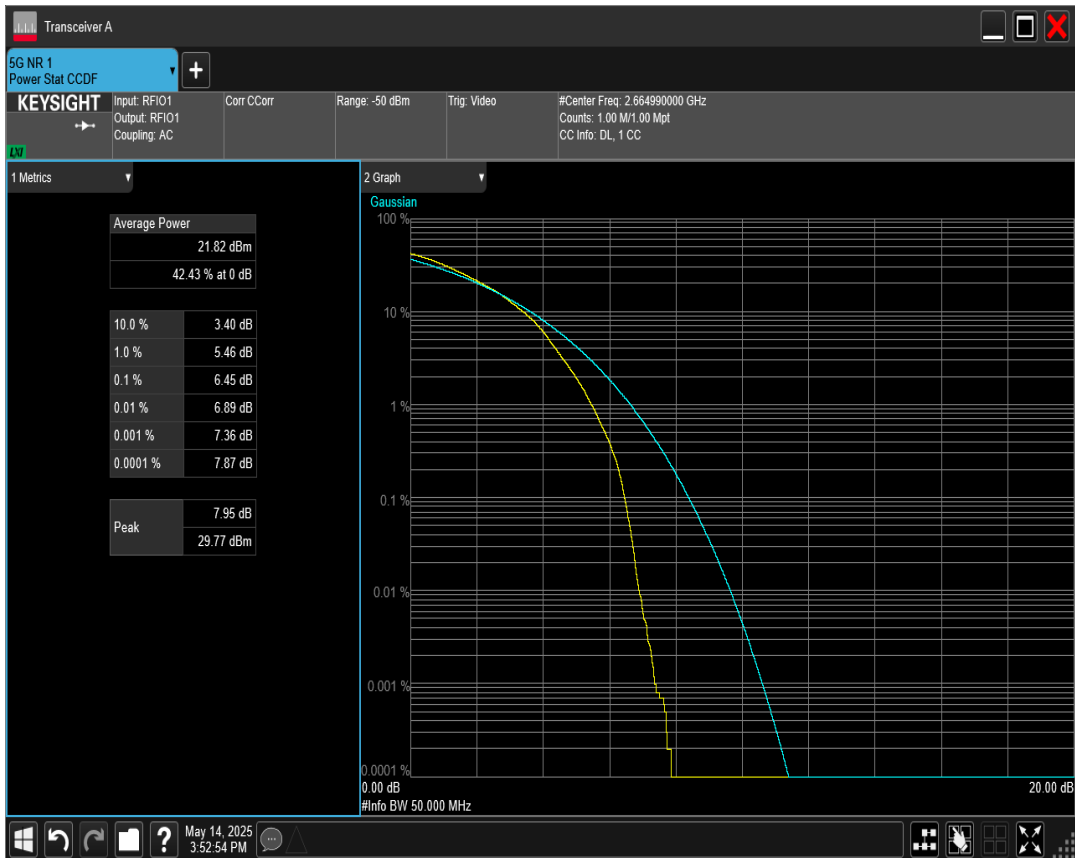 Transceiver A
5G NR 1
Power Stat CCDF
KEYSIGHT
LXI
Input: RFIO1
Output: RFIO1
Coupling: AC
Corr CCorr
Range: -50 dBm
Trig: Video
#Center Freq: 2.664990000 GHz
Counts: 1.00 M/1.00 Mpt
CC Info: DL, 1 CC
1 Metrics
Average Power
21.82 dBm
42.43 % at 0 dB
10.0 % 3.40 dB
1.0 % 5.46 dB
0.1 % 6.45 dB
0.01 % 6.89 dB
0.001 % 7.36 dB
0.0001 % 7.87 dB
Peak
7.95 dB
29.77 dBm
2 Graph
Gaussian
100 %
10 %
1 %
0.1 %
0.01 %
0.001 %
0.0001 %
0.00 dB
20.00 dB
#Info BW 50.000 MHz
?
May 14, 2025
3:52:54 PM